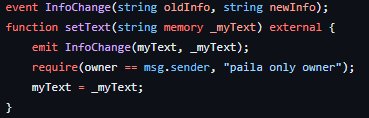 event InfoChange(string oldInfo, string newInfo);
function setText(string memory _myText) external {
    emit InfoChange(myText, _myText);
    require(owner == msg.sender, "paila only owner");
    myText = _myText;
}